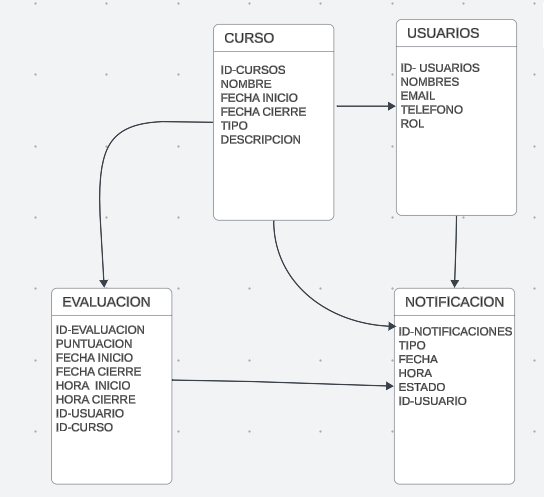 CURSO
ID-CURSOS
NOMBRE
FECHA INICIO
FECHA CIERRE
TIPO
DESCRIPCION
USUARIOS
ID- USUARIOS
NOMBRES
EMAIL
TELEFONO
ROL
EVALUACION
ID-EVALUACION
PUNTUACION
FECHA INICIO
FECHA CIERRE
HORA INICIO
HORA CIERRE
ID-USUARIO
ID-CURSO
NOTIFICACION
ID-NOTIFICACIONES
TIPO
FECHA
HORA
ESTADO
ID-USUARIO